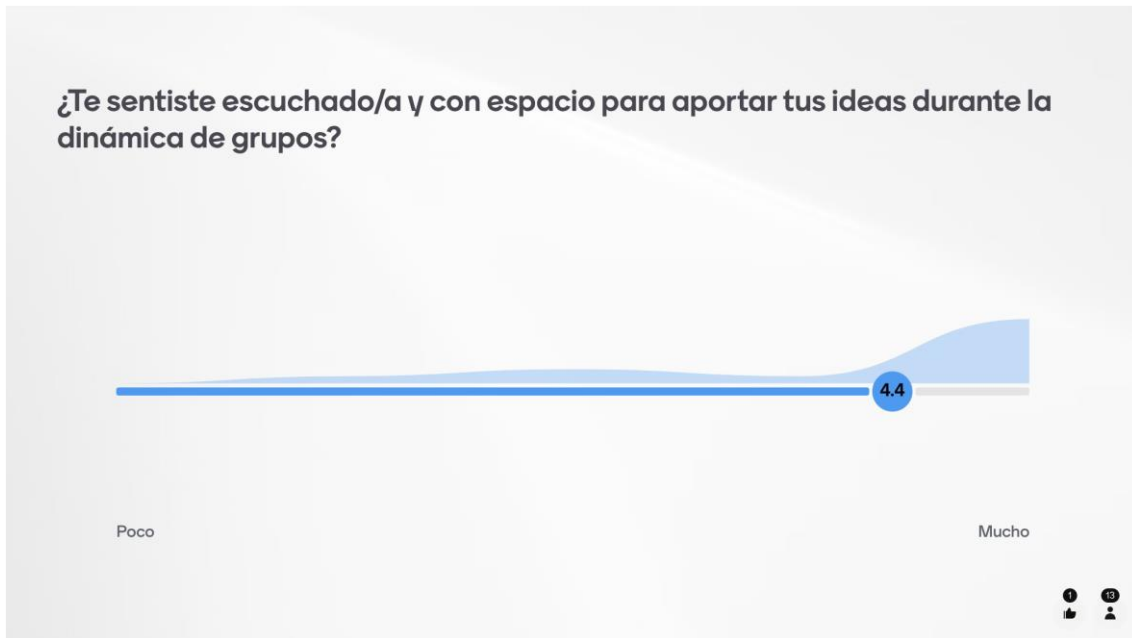 ¿Te sentiste escuchado/a y con espacio para aportar tus ideas durante la
dinámica de grupos?
4.4
Poco
Mucho
1
13